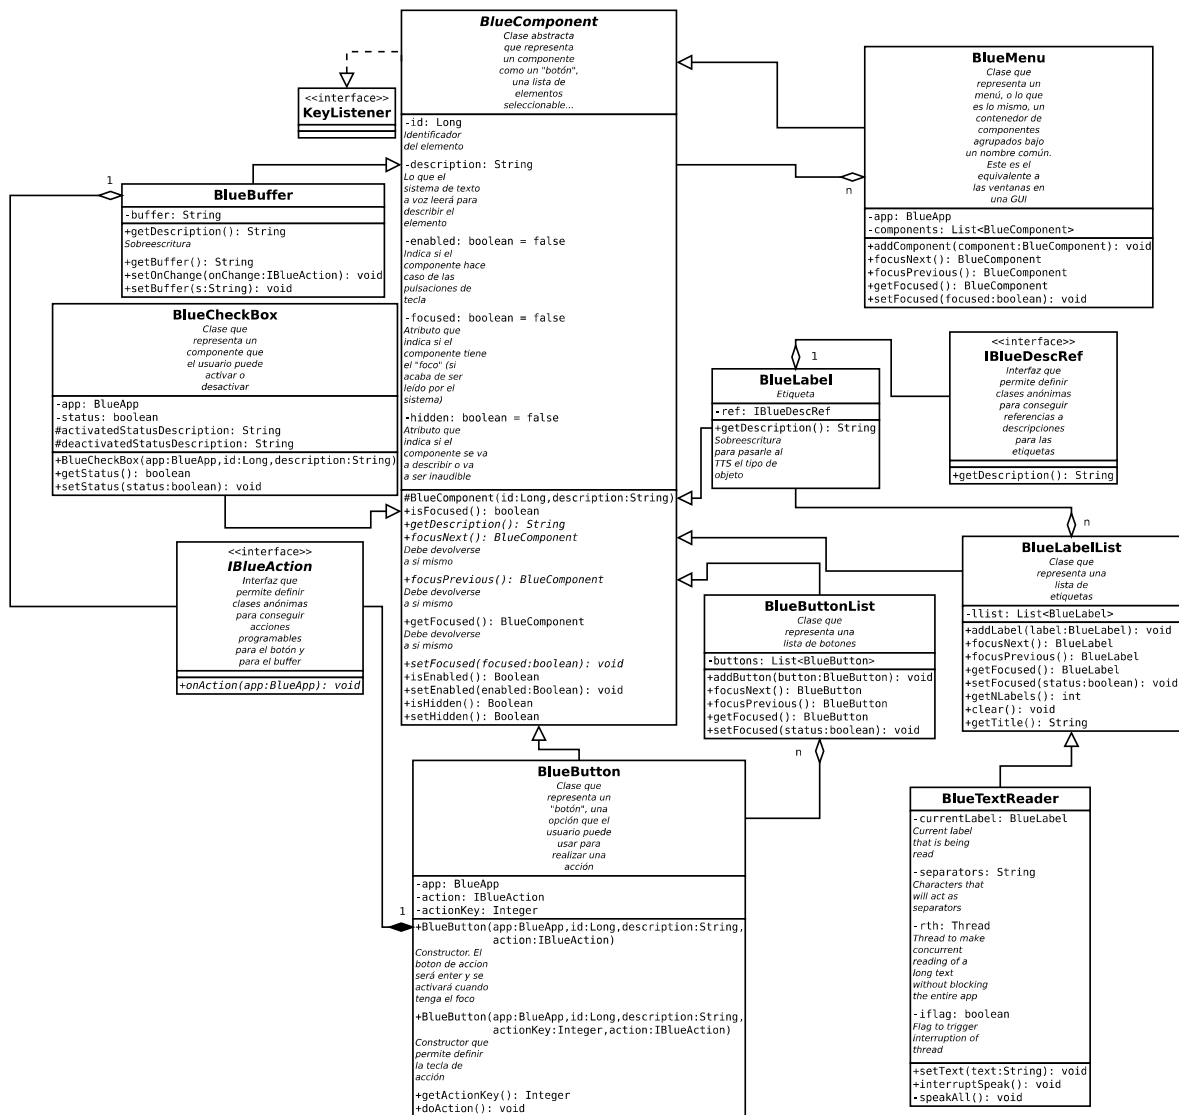 BlueComponent
Clase abstracta
que representa
un componente
como un "botón",
una lista de
elementos
seleccionable...
-id: Long
Identificador
del elemento
-description: String
Lo que el
sistema de texto
a voz leerá para
describir el
elemento
-enabled: boolean = false
Indica si el
componente hace
caso de las
pulsaciones de
tecla
-focused: boolean = false
Atributo que
indica si el
componente tiene
el "foco" (si
acaba de ser
leído por el
sistema)
-hidden: boolean = false
Atributo que
indica si el
componente se va
a describir o va
a ser inaudible
#BlueComponent(id:Long,description:String)
+isFocused(): boolean
+getDescription(): String
+focusNext(): BlueComponent
Debe devolverse
a si mismo
+focusPrevious(): BlueComponent
Debe devolverse
a si mismo
+getFocused(): BlueComponent
Debe devolverse
a si mismo
+setFocused(focused:boolean): void
+isEnabled(): Boolean
+setEnabled(enabled:Boolean): void
+isHidden(): Boolean
+setHidden(): Boolean
<<interface>>
KeyListener
1
BlueBuffer
-buffer: String
+getDescription(): String
Sobreescritura
+getBuffer(): String
+setOnChange(onChange:IBlueAction): void
+setBuffer(s:String): void
BlueCheckBox
Clase que
representa un
componente que
el usuario puede
activar o
desactivar
-app: BlueApp
-status: boolean
#activatedStatusDescription: String
#deactivatedStatusDescription: String
+BlueCheckBox(app:BlueApp,id:Long,description:String)
+getStatus(): boolean
+setStatus(status:boolean): void
<<interface>>
IBlueAction
Interfaz que
permite definir
clases anónimas
para conseguir
acciones
programables
para el botón y
para el buffer
+onAction(app:BlueApp): void
BlueMenu
Clase que
representa un
menú, o lo que
es lo mismo, un
contenedor de
componentes
agrupados bajo
un nombre común.
Este es el
equivalente a
las ventanas en
una GUI
-app: BlueApp
-components: List<BlueComponent>
+addComponent(component:BlueComponent): void
+focusNext(): BlueComponent
+focusPrevious(): BlueComponent
+getFocused(): BlueComponent
+setFocused(focused:boolean): void
n
<<interface>>
IBlueDescRef
Interfaz que
permite definir
clases anónimas
para conseguir
referencias a
descripciones
para las
etiquetas
+getDescription(): String
1
BlueLabel
Etiqueta
-ref: IBlueDescRef
+getDescription(): String
Sobreescritura
para pasarle al
TTS el tipo de
objeto
n
BlueLabelList
Clase que
representa una
lista de
etiquetas
-llist: List<BlueLabel>
+addLabel(label:BlueLabel): void
+focusNext(): BlueLabel
+focusPrevious(): BlueLabel
+getFocused(): BlueLabel
+setFocused(status:boolean): void
+getNLabels(): int
+clear(): void
+getTitle(): String
BlueButtonList
Clase que
representa una
lista de botones
-buttons: List<BlueButton>
+addButton(button:BlueButton): void
+focusNext(): BlueButton
+focusPrevious(): BlueButton
+getFocused(): BlueButton
+setFocused(status:boolean): void
n
BlueButton
Clase que
representa un
"botón", una
opción que el
usuario puede
usar para
realizar una
acción
-app: BlueApp
-action: IBlueAction
-actionKey: Integer
1
+BlueButton(app:BlueApp,id:Long,description:String,
action:IBlueAction)
Constructor. El
boton de accion
será enter y se
activará cuando
tenga el foco
+BlueButton(app:BlueApp,id:Long,description:String,
actionKey:Integer,action:IBlueAction)
Constructor que
permite definir
la tecla de
acción
+getActionKey(): Integer
+doAction(): void
BlueTextReader
-currentLabel: BlueLabel
Current label
that is being
read
-separators: String
Characters that
will act as
separators
-rth: Thread
Thread to make
concurrent
reading of a
long text
without blocking
the entire app
-iflag: boolean
Flag to trigger
interruption of
thread
+setText(text:String): void
+interruptSpeak(): void
-speakAll(): void